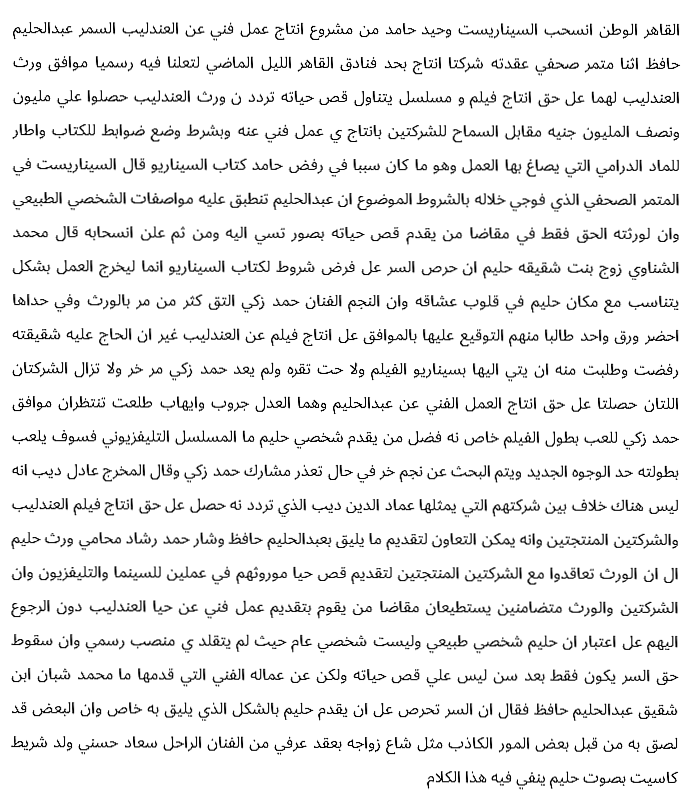 القاهر الوطن انسحب السيناريست وحيد حامد من مشروع انتاج عمل فني عن العندليب السمر عبدالحليم
حافظ اثنا متمر صحفي عقدته شركتا انتاج بحد فنادق القاهر الليل الماضي لتعلنا فيه رسميا موافق ورث
العندليب لهما عل حق انتاج فيلم و مسلسل يتناول قص حياته تردد ن ورث العندليب حصلوا علي مليون
ونصف المليون جنيه مقابل السماح للشركتين بانتاج ي عمل فني عنه وبشرط وضع ضوابط للكتاب واطار
للماد الدرامي التي يصاغ بها العمل وهو ما كان سببا في رفض حامد كتاب السيناريو قال السيناريست في
المتمر الصحفي الذي فوجي خلاله بالشروط الموضوع ان عبدالحليم تنطبق عليه مواصفات الشخصي الطبيعي
وان لورثته الحق فقط في مقاضا من يقدم قص حياته بصور تسي اليه ومن ثم علن انسحابه قال محمد
الشناوي زوج بنت شقيقه حليم ان حرص السر عل فرض شروط لكتاب السيناريو انما ليخرج العمل بشكل
يتناسب مع مكان حليم في قلوب عشاقه وان النجم الفنان حمد زكي التق كثر من مر بالورث وفي حداها
احضر ورق واحد طالبا منهم التوقيع عليها بالموافق عل انتاج فيلم عن العندليب غير ان الحاج عليه شقيقته
رفضت وطلبت منه ان يتي اليها بسيناريو الفيلم ولا حت تقره ولم يعد حمد زكي مر خر ولا تزال الشركتان
اللتان حصلتا عل حق انتاج العمل الفني عن عبدالحليم وهما العدل جروب وايهاب طلعت تنتظران موافق
حمد زكي للعب بطول الفيلم خاص نه فضل من يقدم شخصي حليم ما المسلسل التليفزيوني فسوف يلعب
بطولته حد الوجوه الجديد ويتم البحث عن نجم خر في حال تعذر مشارك حمد زكي وقال المخرج عادل ديب انه
ليس هناك خلاف بين شركتهم التي يمثلها عماد الدين ديب الذي تردد نه حصل عل حق انتاج فيلم العندليب
والشركتين المنتجتين وانه يمكن التعاون لتقديم ما يليق بعبدالحليم حافظ وشار حمد رشاد محامي ورث حليم
ال ان الورث تعاقدوا مع الشركتين المنتجتين لتقديم قص حيا موروثهم في عملين للسينما والتليفزيون وان
الشركتين والورث متضامنين يستطيعان مقاضا من يقوم بتقديم عمل فني عن حيا العندليب دون الرجوع
اليهم عل اعتبار ان حليم شخصي طبيعي وليست شخصي عام حيث لم يتقلد ي منصب رسمي وان سقوط
حق السر يكون فقط بعد سن ليس علي قص حياته ولكن عن عماله الفني التي قدمها ما محمد شبان ابن
شقيق عبدالحليم حافظ فقال ان السر تحرص عل ان يقدم حليم بالشكل الذي يليق به خاص وان البعض قد
لصق به من قبل بعض المور الكاذب مثل شاع زواجه بعقد عرفي من الفنان الراحل سعاد حسني ولد شريط
كاسيت بصوت حليم ينفي فيه هذا الكلام